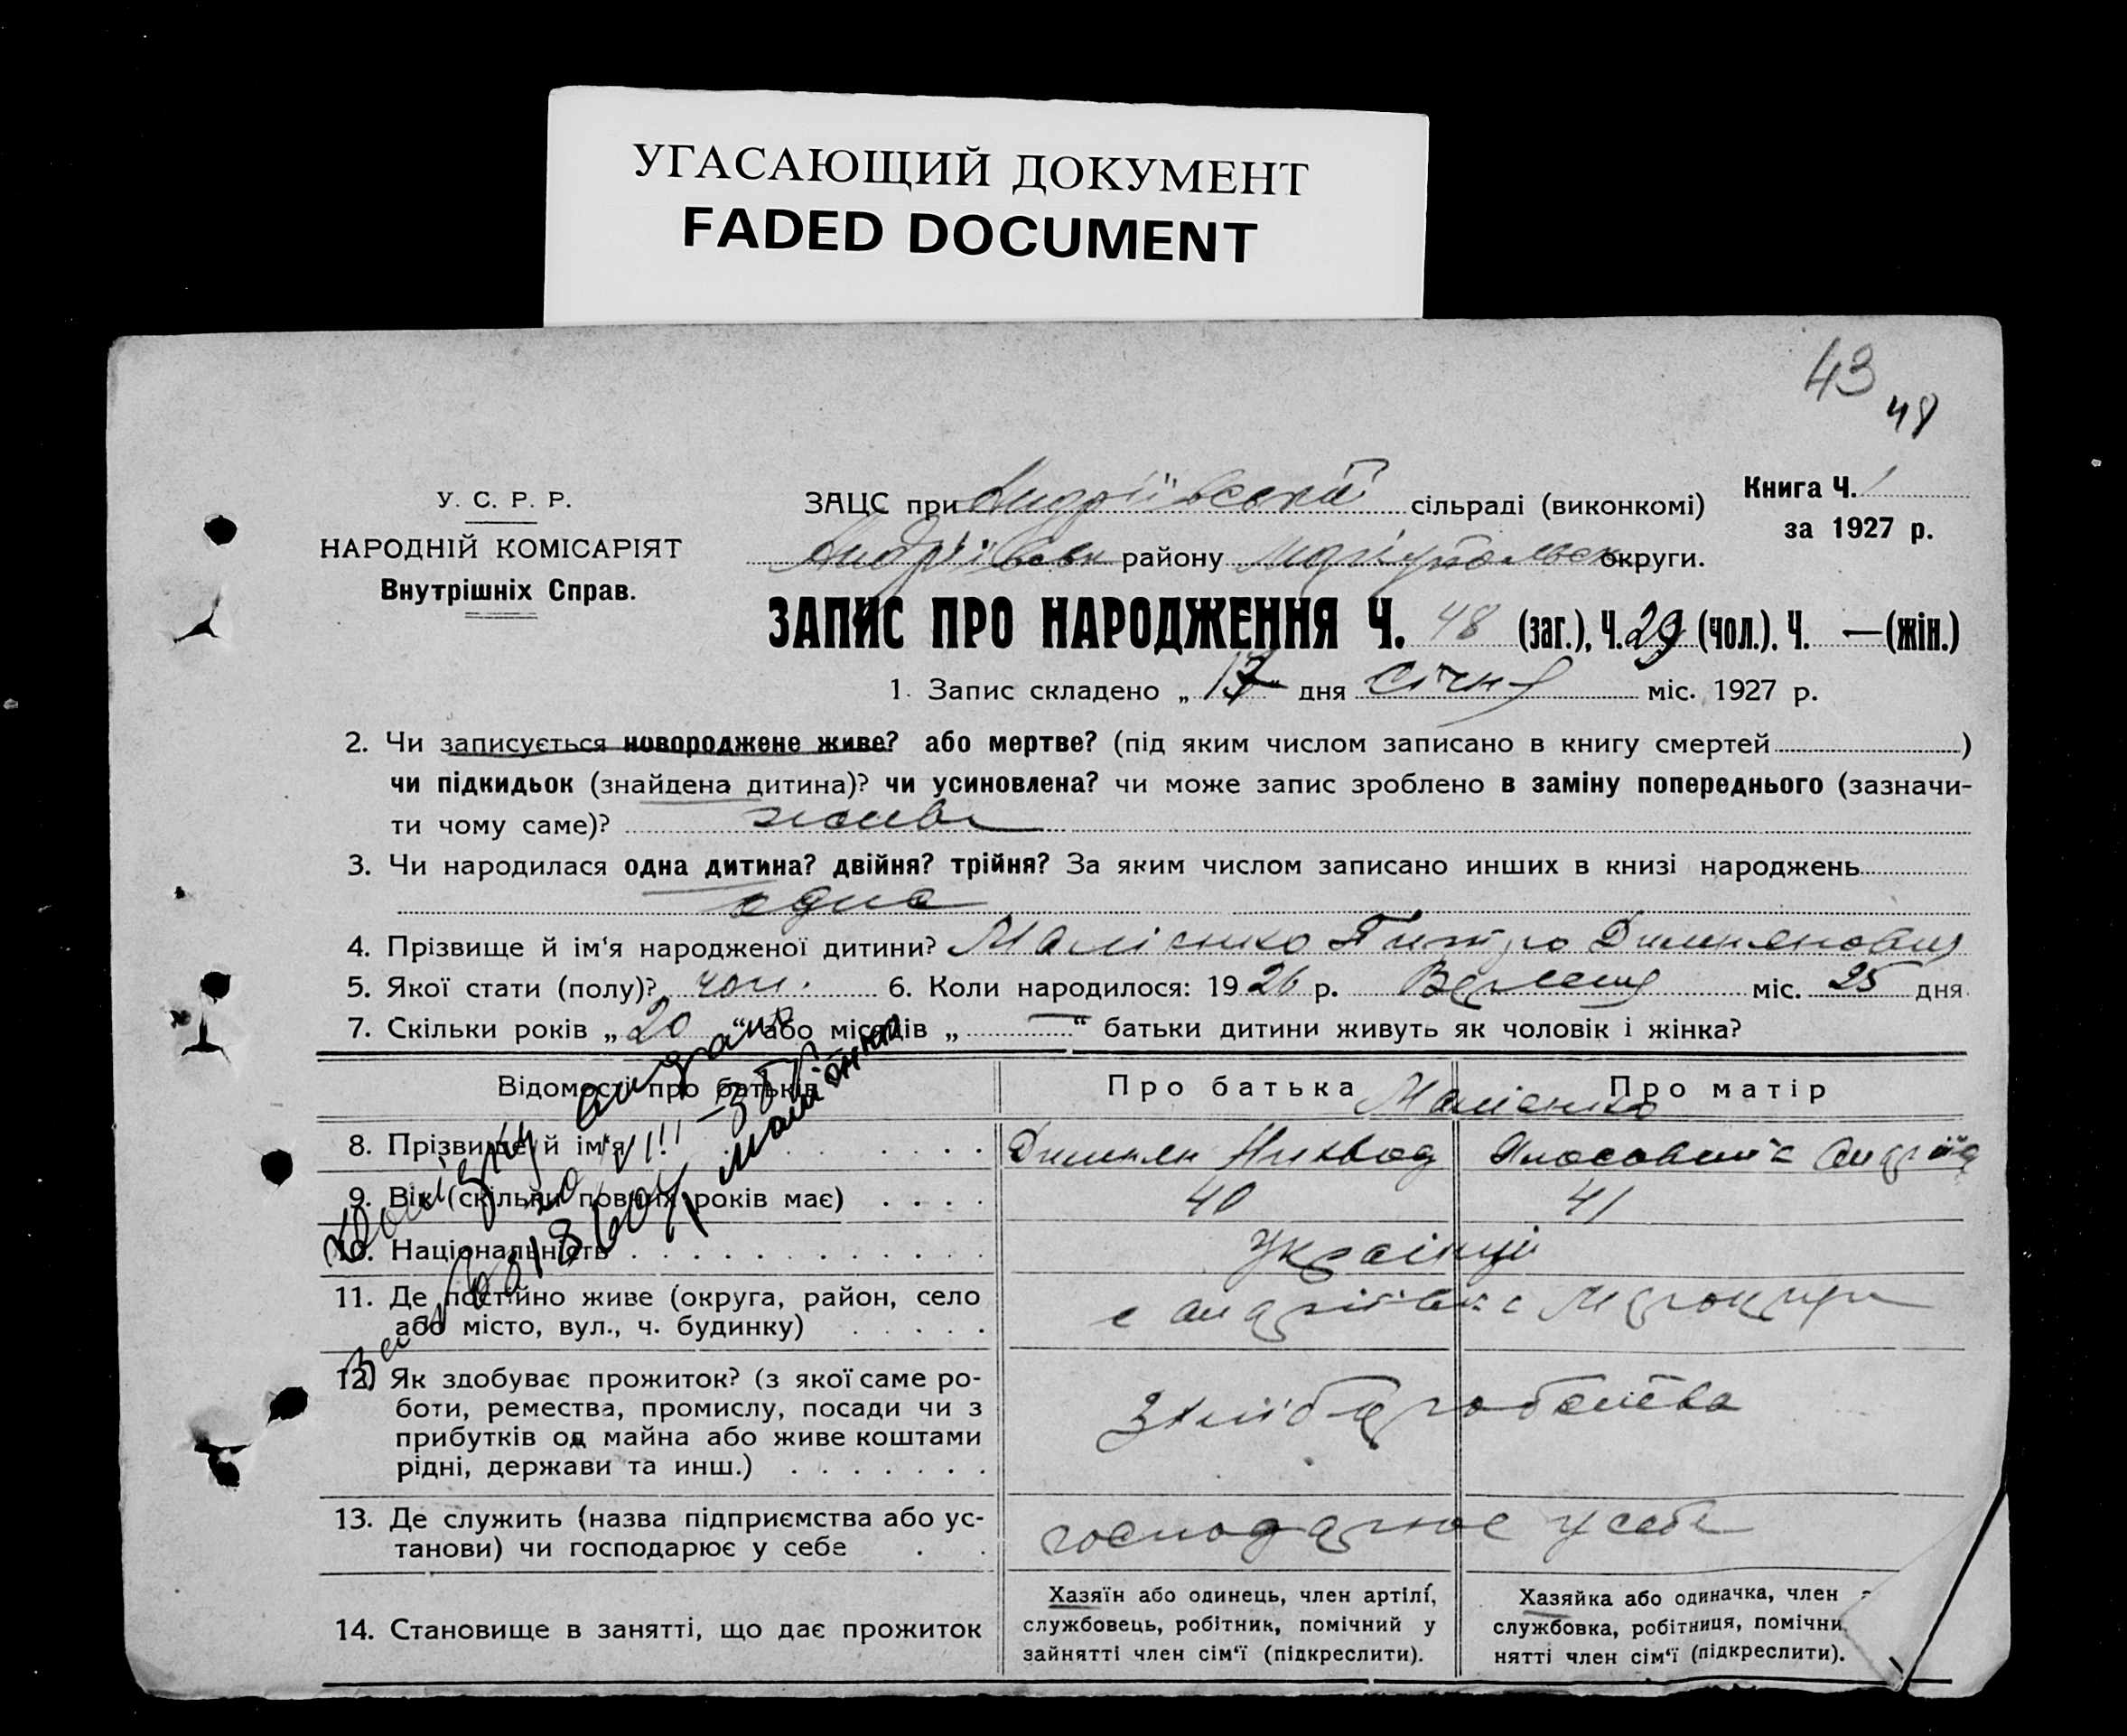 УГАСАЮЩИЙ ДОКУМЕНТ
FADED DOCUMENT
43
48
У. С. Р. Р.
НАРОДНІЙ КОМІСАРІЯТ
Внутрішніх Справ.
ЗАЦС при Андріївській сільраді (виконкомі)
Книга Ч. 1
за 1927 р.
Андріївськ району Маріупольськ округи.
ЗАПИС ПРО НАРОДЖЕННЯ Ч. 48 (заг.), Ч. 29 (чол.). Ч. — (жін.)
1. Запис складено „ 17 " дня січня міс. 1927 р.
2. Чи записується новороджене живе? або мертве? (під яким числом записано в книгу смертей )
чи підкидьок (знайдена дитина)? чи усиновлена? чи може запис зроблено в заміну попереднього (зазначи-
ти чому саме)? живе
3. Чи народилася одна дитина? двійня? трійня? За яким числом записано инших в книзі народжень
одна
4. Прізвище й ім'я народженої дитини?
5. Якої стати (полу)? чол. 6. Коли народилося: 1926 р. міс. 25 дня
7. Скільки років „ 20 " або місяців „ — " батьки дитини живуть як чоловік і жінка?
Відомості про батьків Про батька Про матір
8. Прізвище й ім'я
9. Вік (скільки повних років має) 40 41
10. Національність Українці
11. Де постійно живе (округа, район, село
або місто, вул., ч. будинку)
12) Як здобуває прожиток? (з якої саме ро-
боти, ремества, промислу, посади чи з
прибутків од майна або живе коштами
рідні, держави та инш.)
13. Де служить (назва підприємства або ус-
танови) чи господарює у себе господарює у себе
14. Становище в занятті, що дає прожиток
Хазяїн або одинець, член артілі,
службовець, робітник, помічний у
зайнятті член сім'ї (підкреслити).
Хазяйка або одиначка, член
службовка, робітниця, помічни
нятті член сім'ї (підкреслити).